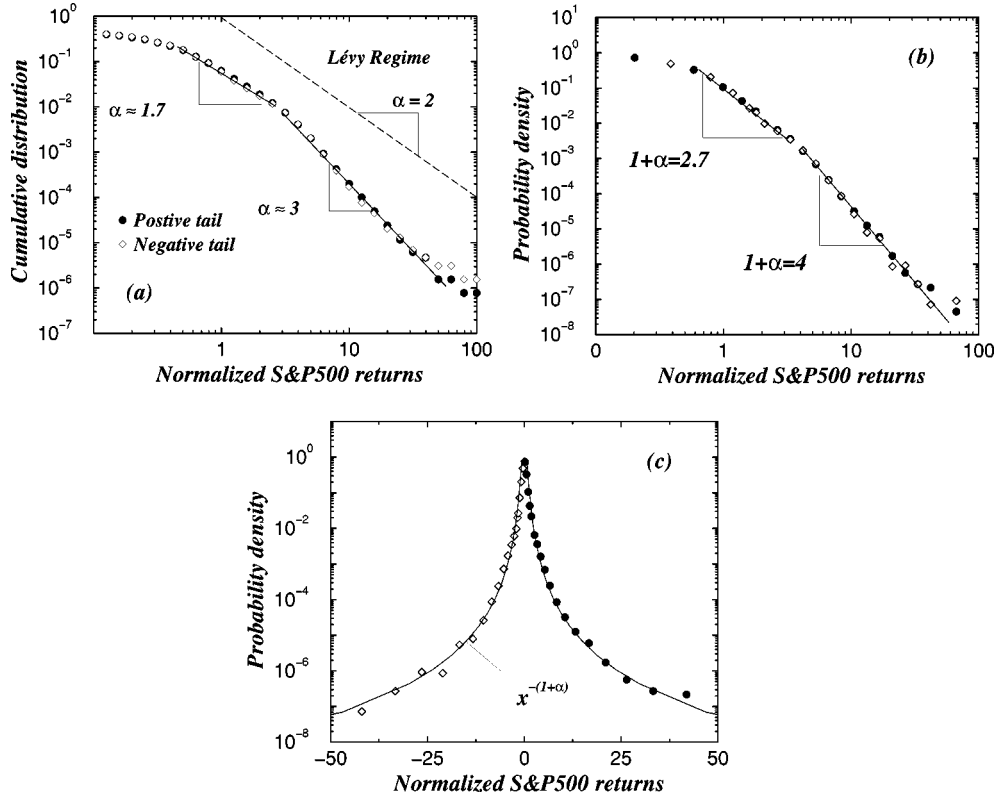 10^0
10^-1
10^-2
10^-3
10^-4
10^-5
10^-6
10^-7
Cumulative distribution
Lévy Regime
α = 2
α ≈ 1.7
α ≈ 3
Postive tail
Negative tail
(a)
1
10
100
Normalized S&P500 returns
10^1
10^0
10^-1
10^-2
10^-3
10^-4
10^-5
10^-6
10^-7
10^-8
Probability density
(b)
1+α=2.7
1+α=4
0
1
10
100
Normalized S&P500 returns
10^0
10^-2
10^-4
10^-6
10^-8
Probability density
(c)
x^-(1+α)
−50
−25
0
25
50
Normalized S&P500 returns